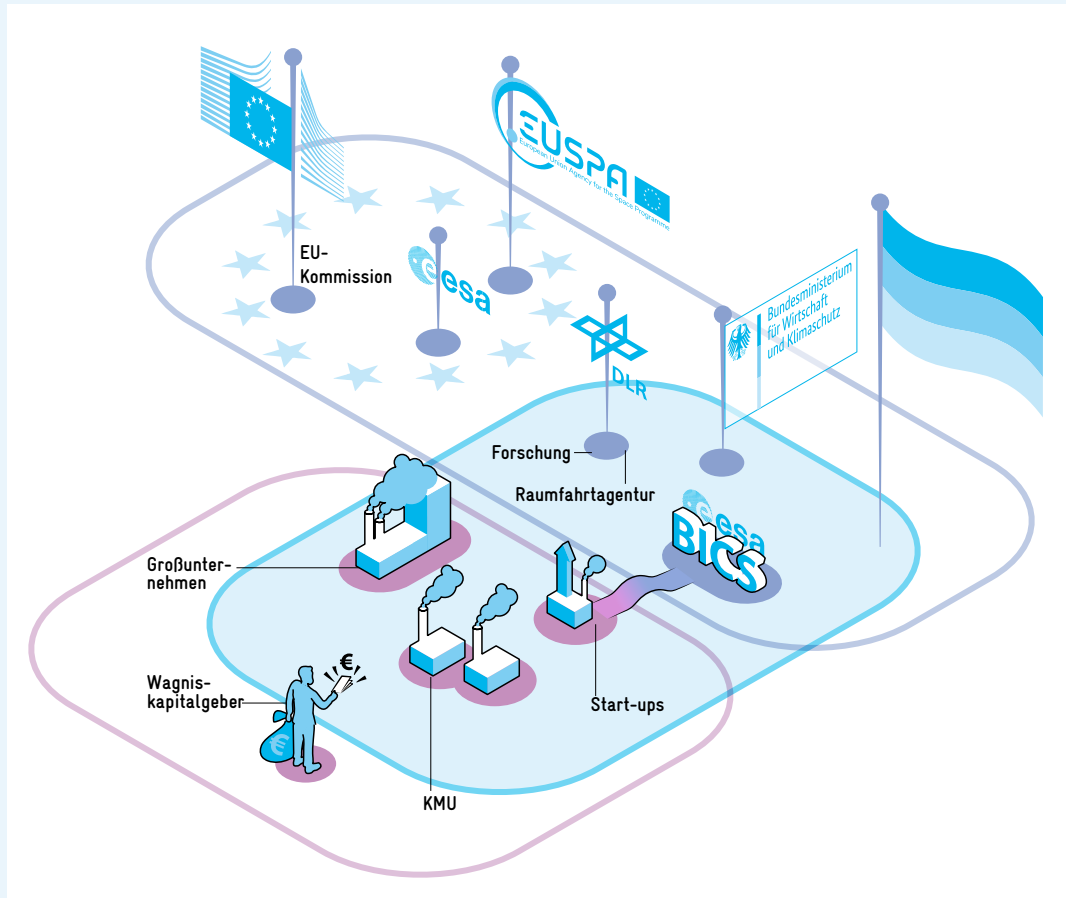 EUSPA
European Union Agency for the Space Programme
EU-
Kommission
esa
Bundesministerium
für Wirtschaft
und Klimaschutz
DLR
Forschung
Raumfahrtagentur
esa
BICS
Großunter-
nehmen
€
Wagnis-
kapitalgeber
€
Start-ups
KMU